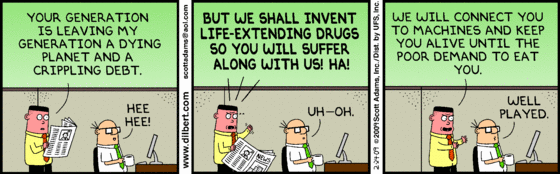 YOUR GENERATION
IS LEAVING MY
GENERATION A DYING
PLANET AND A
CRIPPLING DEBT.
HEE
HEE!
www.dilbert.com scottadams@aol.com
BUT WE SHALL INVENT
LIFE-EXTENDING DRUGS
SO YOU WILL SUFFER
ALONG WITH US! HA!
UH-OH.
NEWS
2-24-09 © 2009 Scott Adams, Inc./Dist. by UFS, Inc.
WE WILL CONNECT YOU
TO MACHINES AND KEEP
YOU ALIVE UNTIL THE
POOR DEMAND TO EAT
YOU.
WELL
PLAYED.